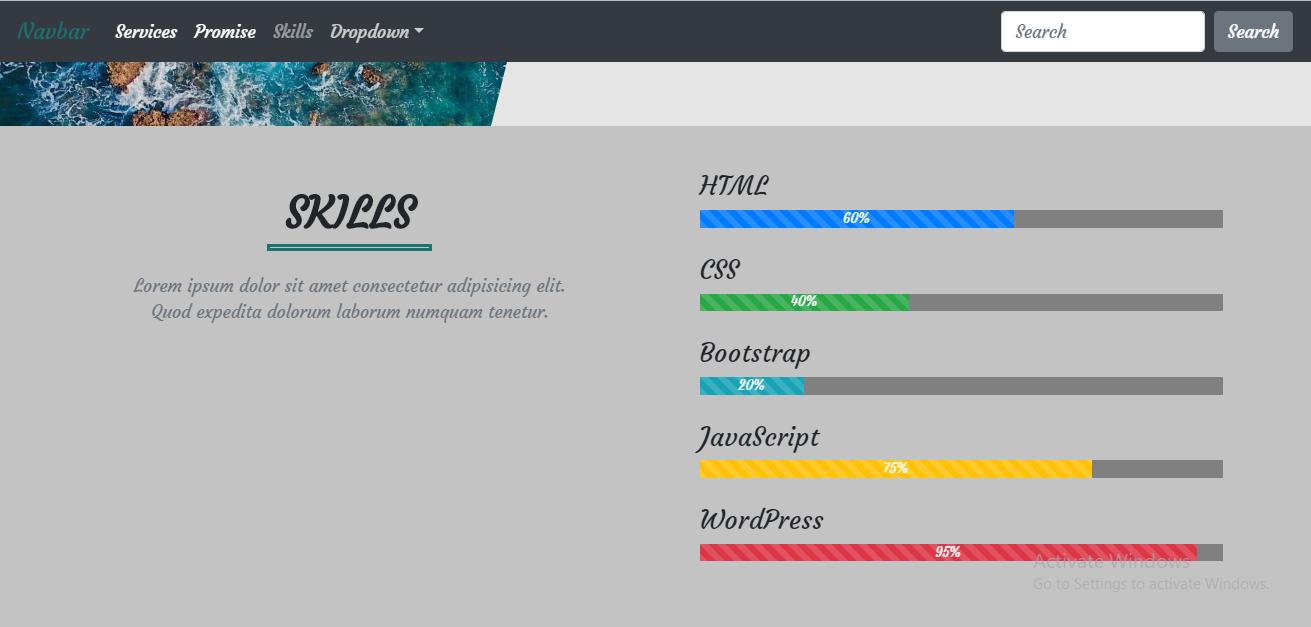 Navbar Services Promise Skills Dropdown Search Search
SKILLS
Lorem ipsum dolor sit amet consectetur adipisicing elit.
Quod expedita dolorum laborum numquam tenetur.
HTML
60%
CSS
40%
Bootstrap
20%
JavaScript
75%
WordPress
95%
Activate Windows
Go to Settings to activate Windows.